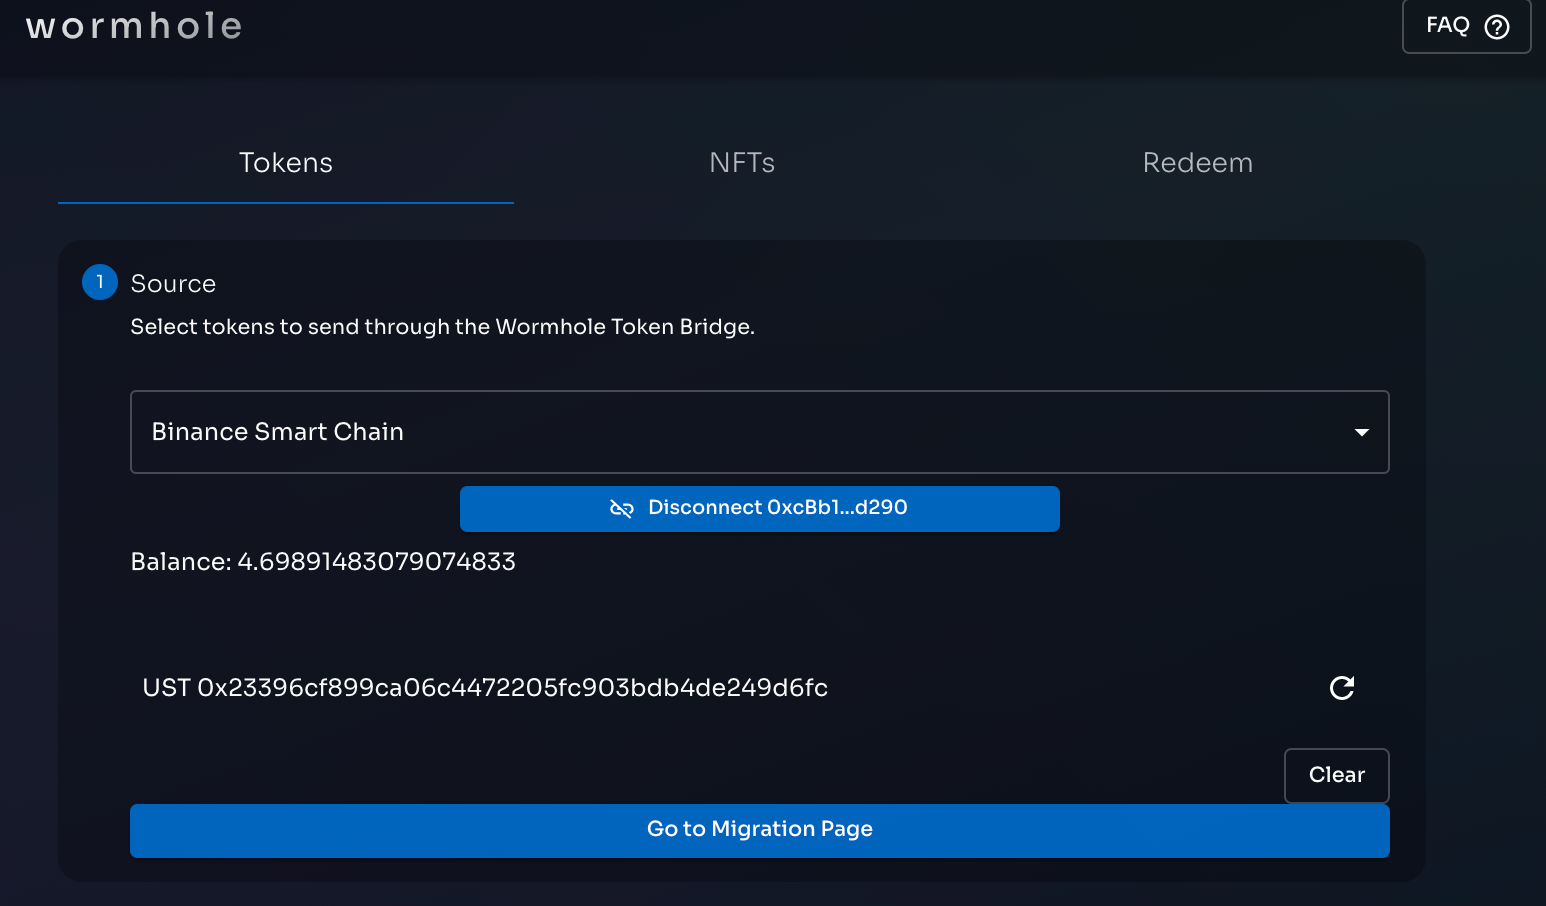 wormhole
FAQ
Tokens
NFTs
Redeem
1
Source
Select tokens to send through the Wormhole Token Bridge.
Binance Smart Chain
Disconnect 0xcBb1...d290
Balance: 4.69891483079074833
UST 0x23396cf899ca06c4472205fc903bdb4de249d6fc
Clear
Go to Migration Page